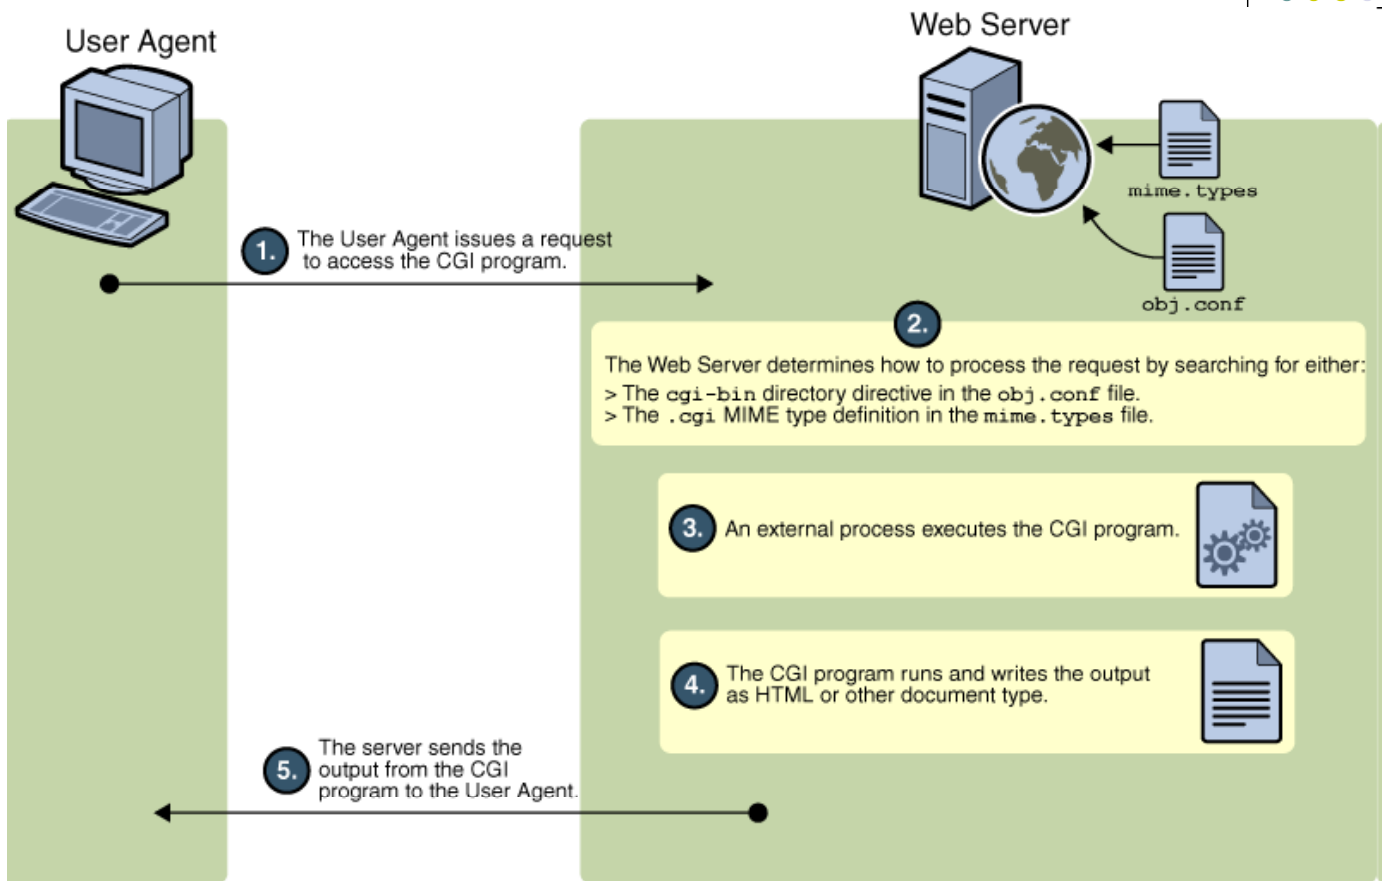 User Agent
Web Server
mime.types
obj.conf
1.
The User Agent issues a request
to access the CGI program.
2.
The Web Server determines how to process the request by searching for either:
> The cgi-bin directory directive in the obj.conf file.
> The .cgi MIME type definition in the mime.types file.
3.
An external process executes the CGI program.
4.
The CGI program runs and writes the output
as HTML or other document type.
5.
The server sends the
output from the CGI
program to the User Agent.